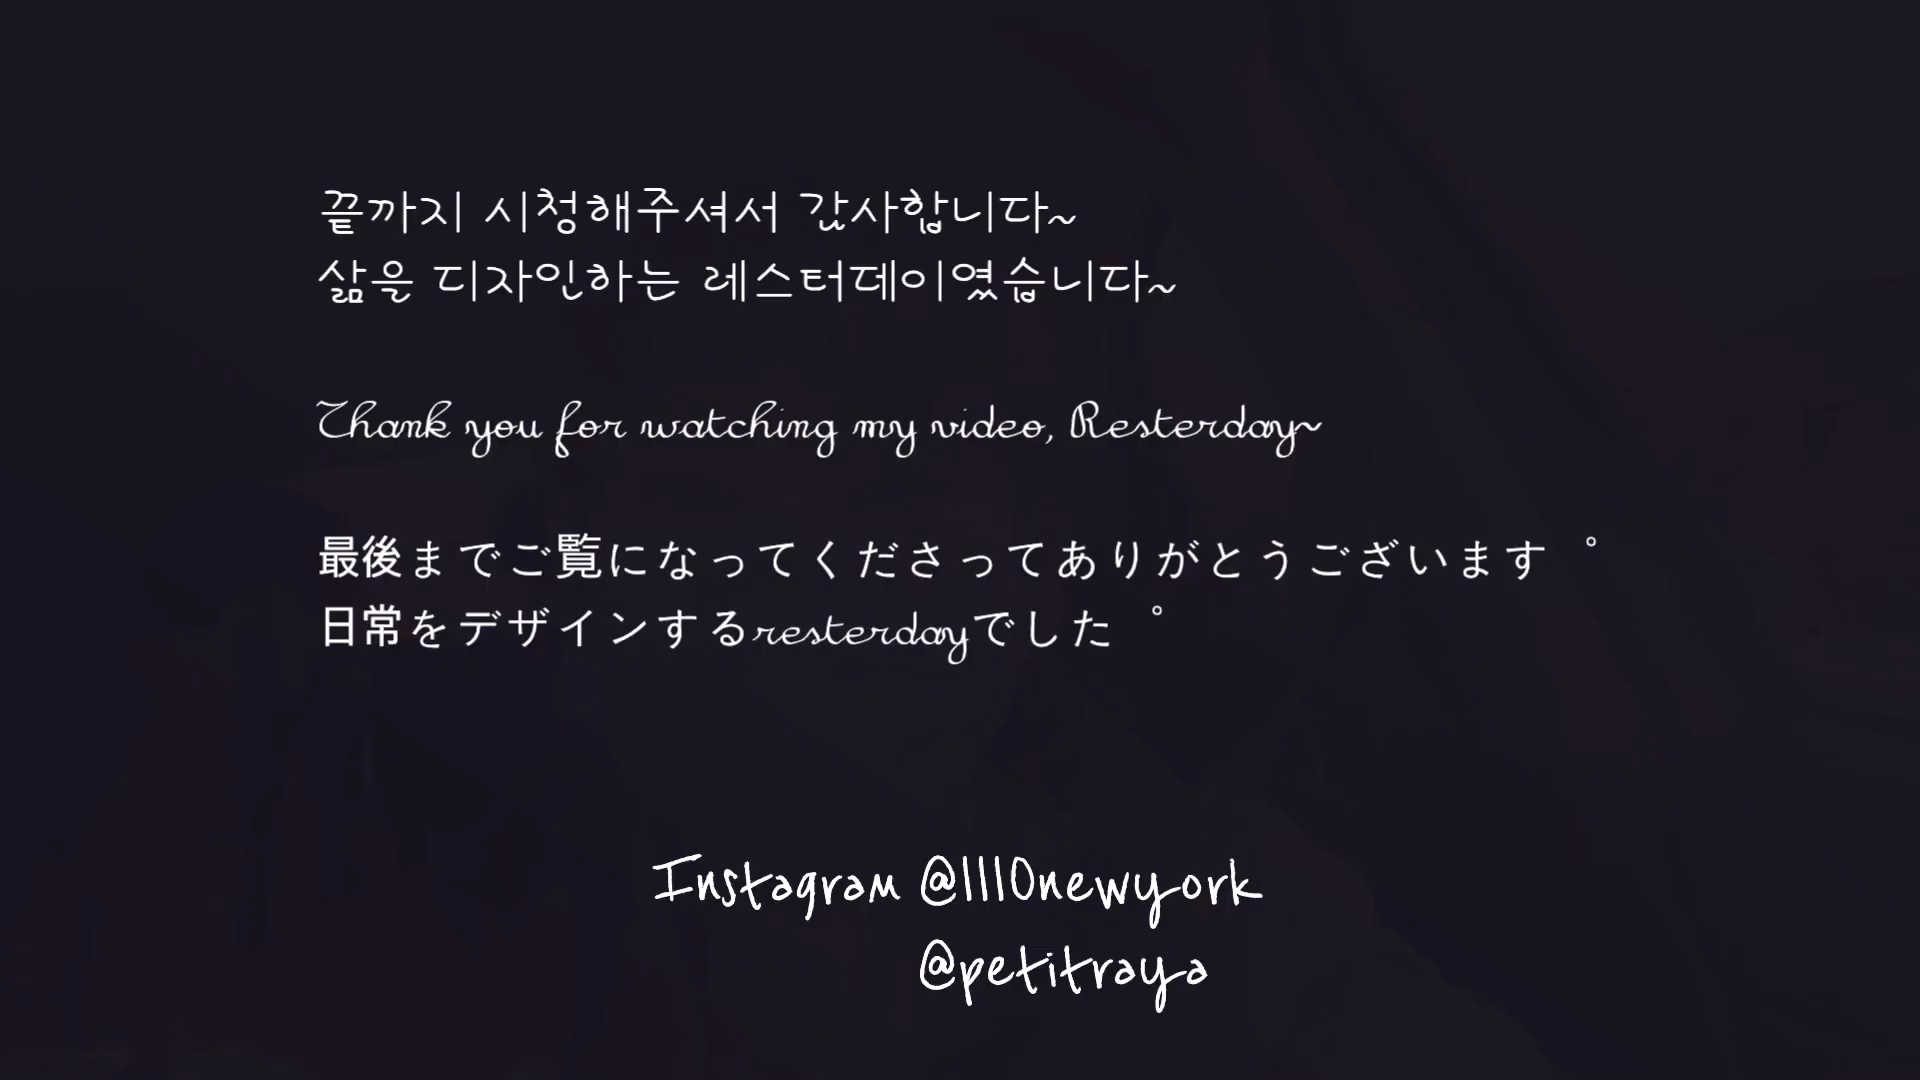 끝까지 시청해주셔서 감사합니다~
삶을 디자인하는 레스터데이였습니다~
Thank you for watching my video, Resterday~
最後までご覧になってくださってありがとうございます゜
日常をデザインするresterdayでした゜
Instagram @1110newyork
@petitraya